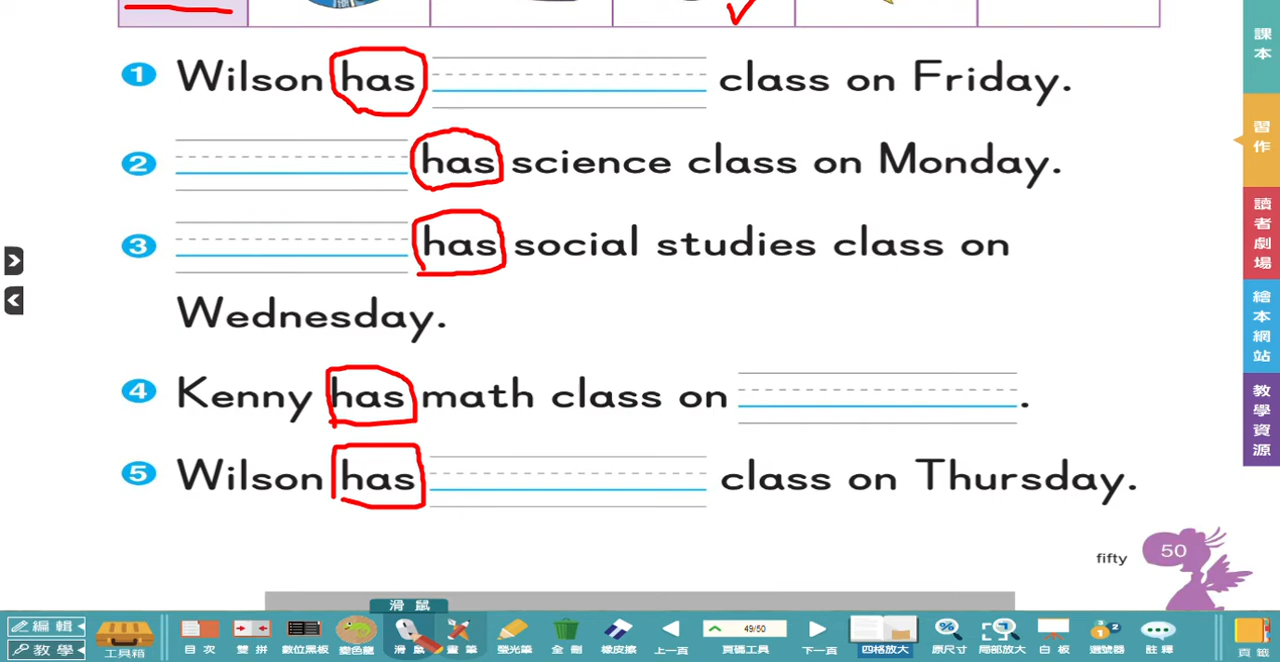 1 Wilson has class on Friday.
2 has science class on Monday.
3 has social studies class on
Wednesday.
4 Kenny has math class on .
5 Wilson has class on Thursday.
fifty 50
課本
習作
讀者劇場
繪本網站
教學資源
滑鼠
編輯
教學
工具箱
目次
雙拼
數位黑板
變色龍
滑鼠
畫筆
螢光筆
全刪
橡皮擦
上一頁
49/50
頁碼工具
下一頁
四格放大
原尺寸
局部放大
白板
選號器
註釋
頁籤